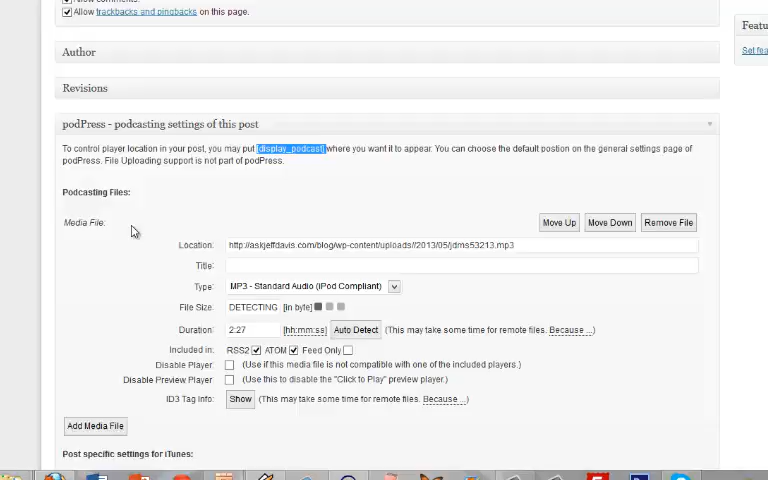 Allow comments.
Allow trackbacks and pingbacks on this page.
Featu
Author
Set fea
Revisions
podPress - podcasting settings of this post
To control player location in your post, you may put [display_podcast] where you want it to appear. You can choose the default postion on the general settings page of
podPress. File Uploading support is not part of podPress.
Podcasting Files:
Media File:
Move Up Move Down Remove File
Location: http://askjeffdavis.com/blog/wp-content/uploads//2013/05/jdms53213.mp3
Title:
Type: MP3 - Standard Audio (iPod Compliant)
File Size: DETECTING [in byte]
Duration: 2:27 [hh:mm:ss] Auto Detect (This may take some time for remote files. Because ...)
Included in: RSS2 ATOM Feed Only
Disable Player: (Use if this media file is not compatible with one of the included players.)
Disable Preview Player: (Use this to disable the "Click to Play" preview player.)
ID3 Tag Info: Show (This may take some time for remote files. Because ...)
Add Media File
Post specific settings for iTunes: